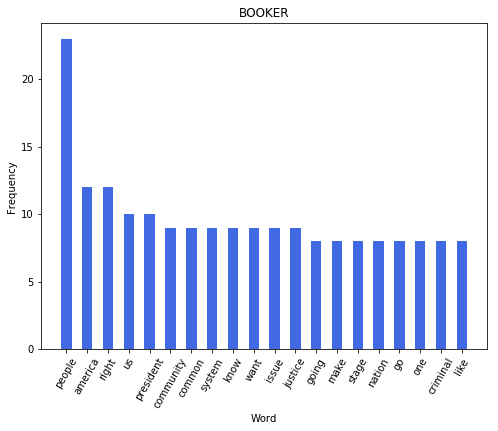 BOOKER
Frequency
20
15
10
5
0
people america right us president community common system know want issue justice going make stage nation go one criminal like
Word